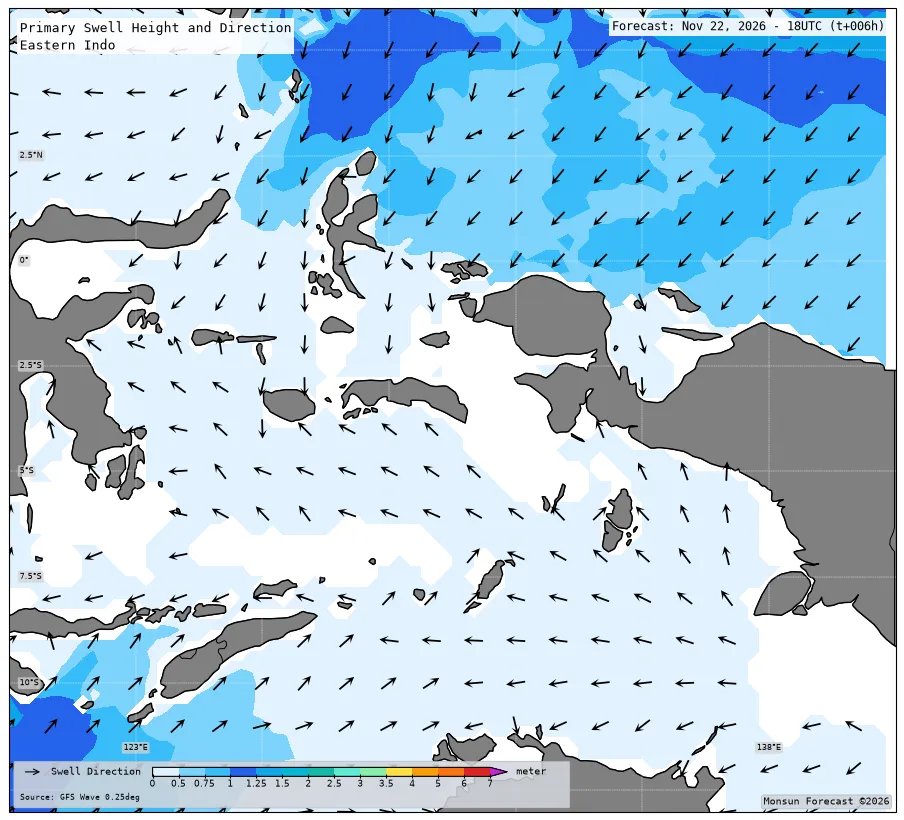 Primary Swell Height and Direction
Eastern Indo
Forecast: Nov 22, 2026 - 18UTC (t+006h)
2.5°N
0°
2.5°S
5°S
7.5°S
10°S
123°E
138°E
Swell Direction
0 0.5 0.75 1 1.25 1.5 2 2.5 3 3.5 4 5 6 7
meter
Source: GFS Wave 0.25deg
Monsun Forecast ©2026